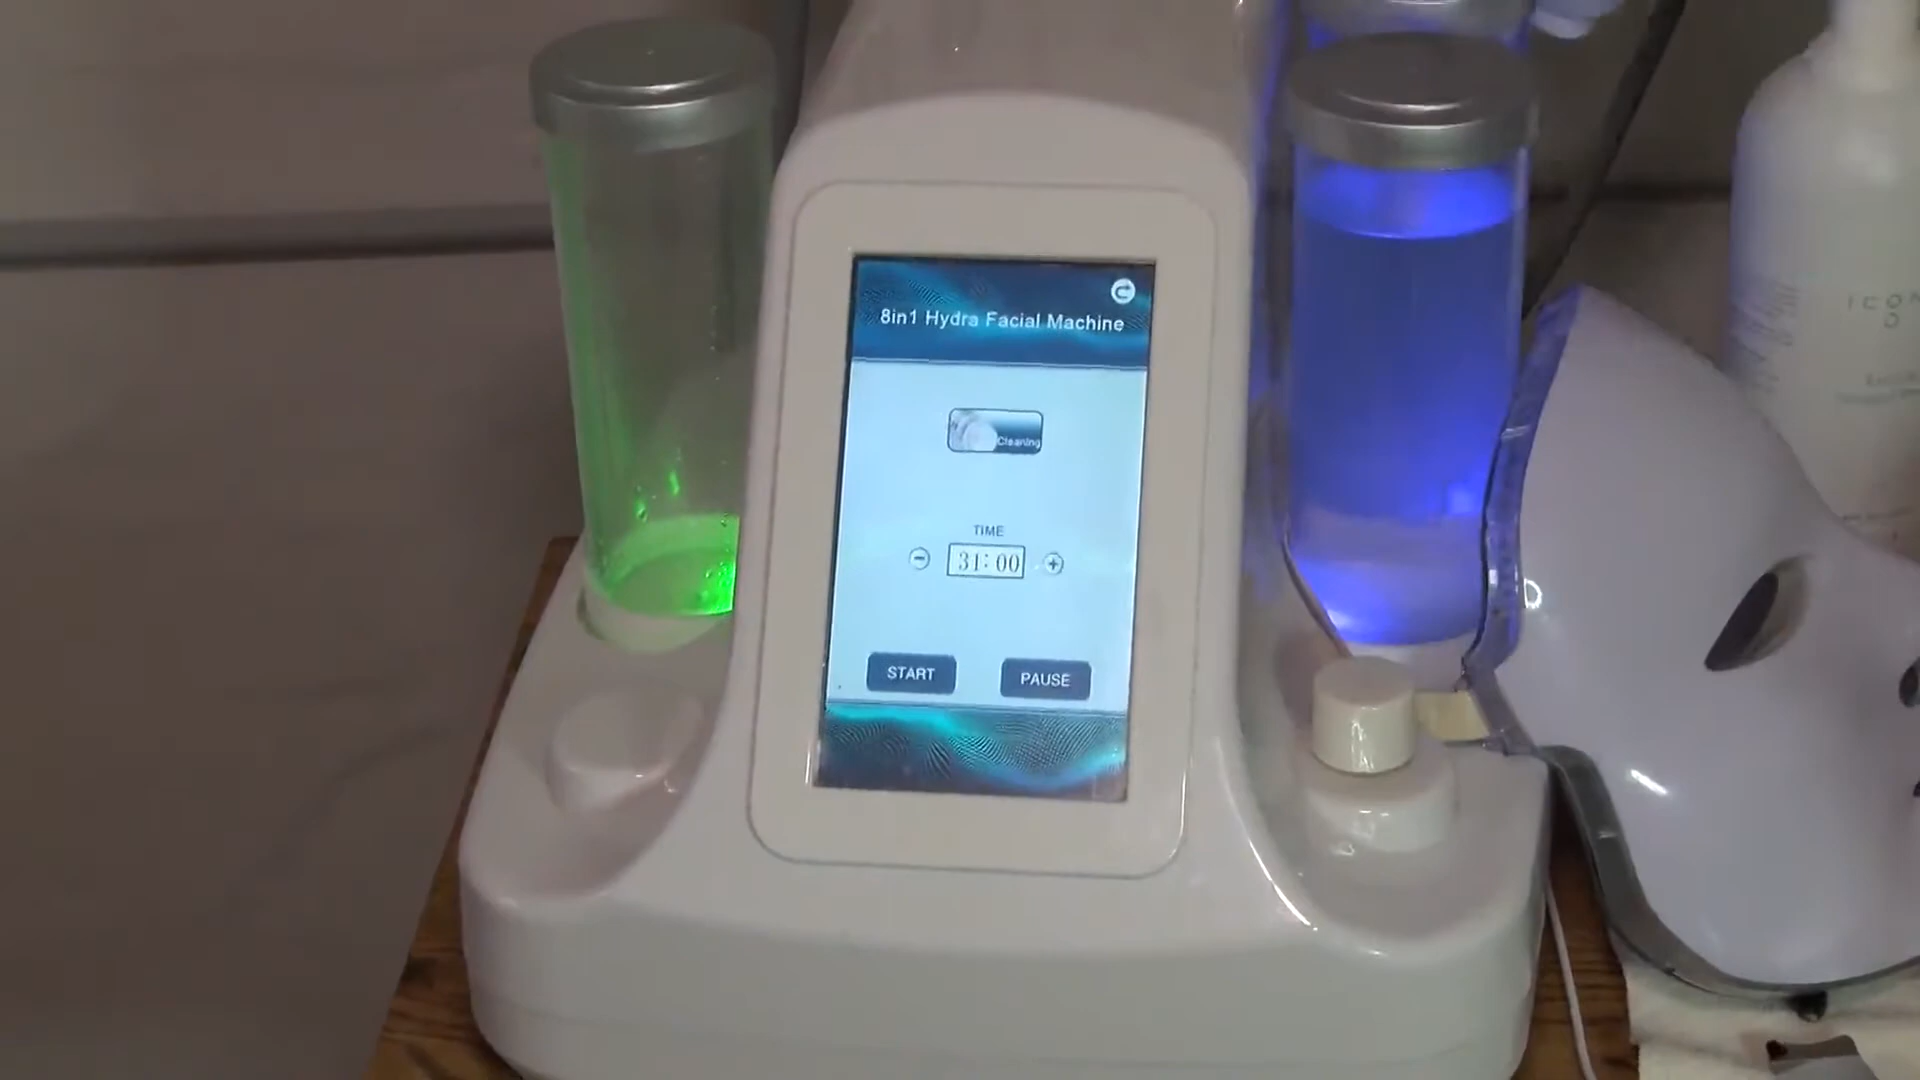 8in1 Hydra Facial Machine
Cleaning
TIME
31:00
START
PAUSE